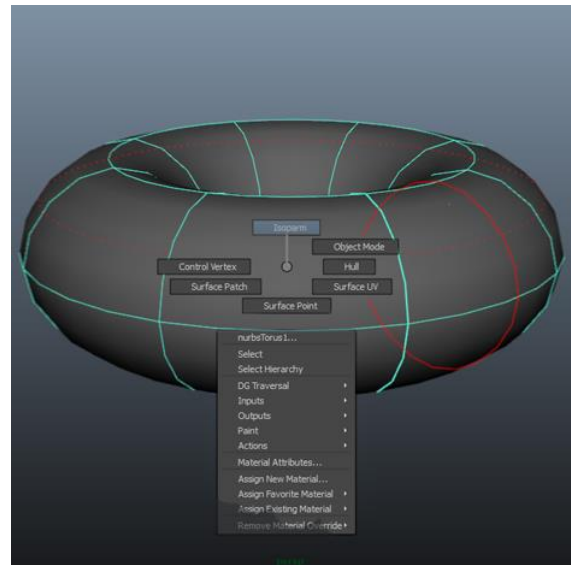 Isoparm
Object Mode
Control Vertex
Hull
Surface Patch
Surface UV
Surface Point
nurbsTorus1...
Select
Select Hierarchy
DG Traversal
Inputs
Outputs
Paint
Actions
Material Attributes...
Assign New Material...
Assign Favorite Material
Assign Existing Material
Remove Material Override